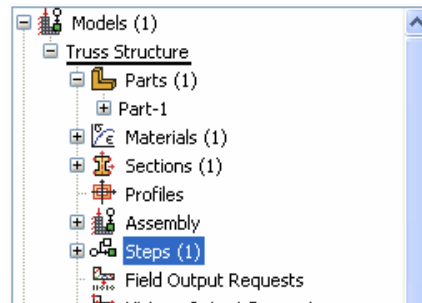 Models (1)
Truss Structure
Parts (1)
Part-1
Materials (1)
Sections (1)
Profiles
Assembly
Steps (1)
Field Output Requests